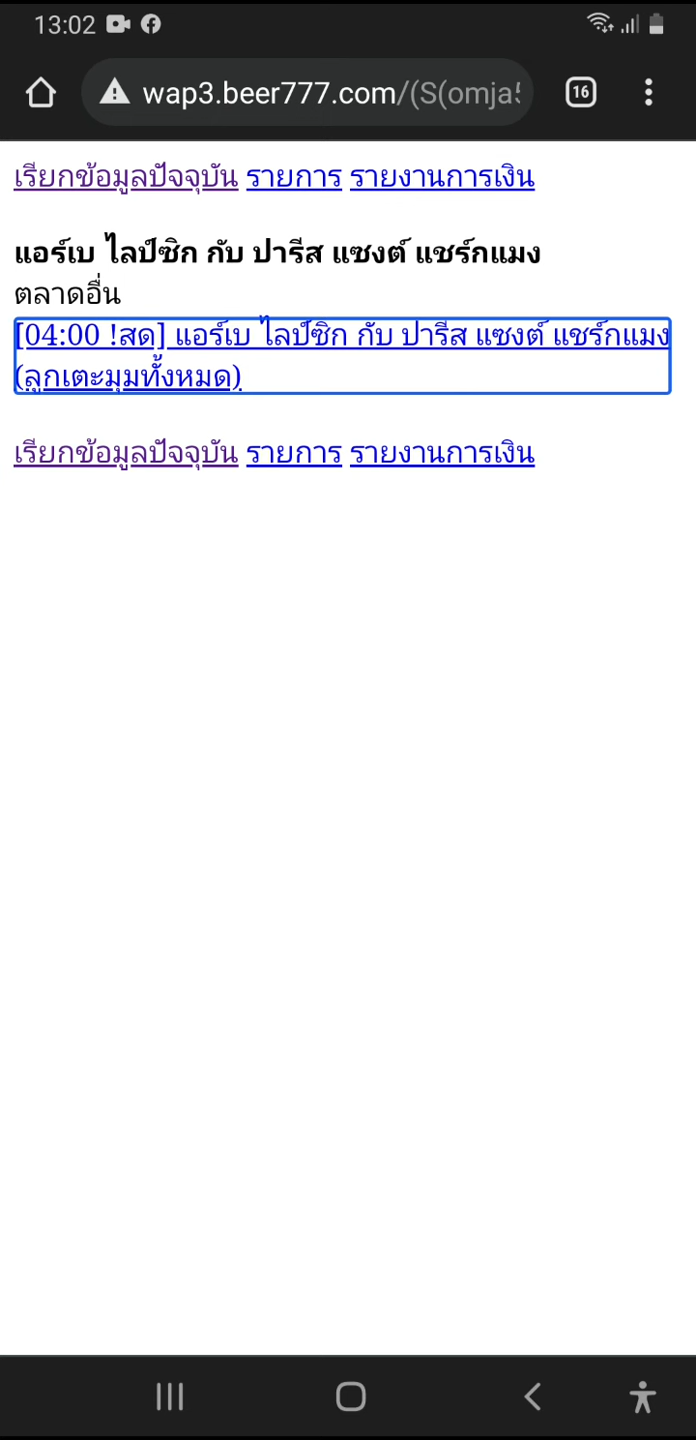 13:02
wap3.beer777.com/(S(omja5
16
เรียกข้อมูลปัจจุบัน รายการ รายงานการเงิน
แอร์เบ ไลป์ซิก กับ ปารีส แซงต์ แชร์กแมง
ตลาดอื่น
[04:00 !สด] แอร์เบ ไลป์ซิก กับ ปารีส แซงต์ แชร์กแมง
(ลูกเตะมุมทั้งหมด)
เรียกข้อมูลปัจจุบัน รายการ รายงานการเงิน